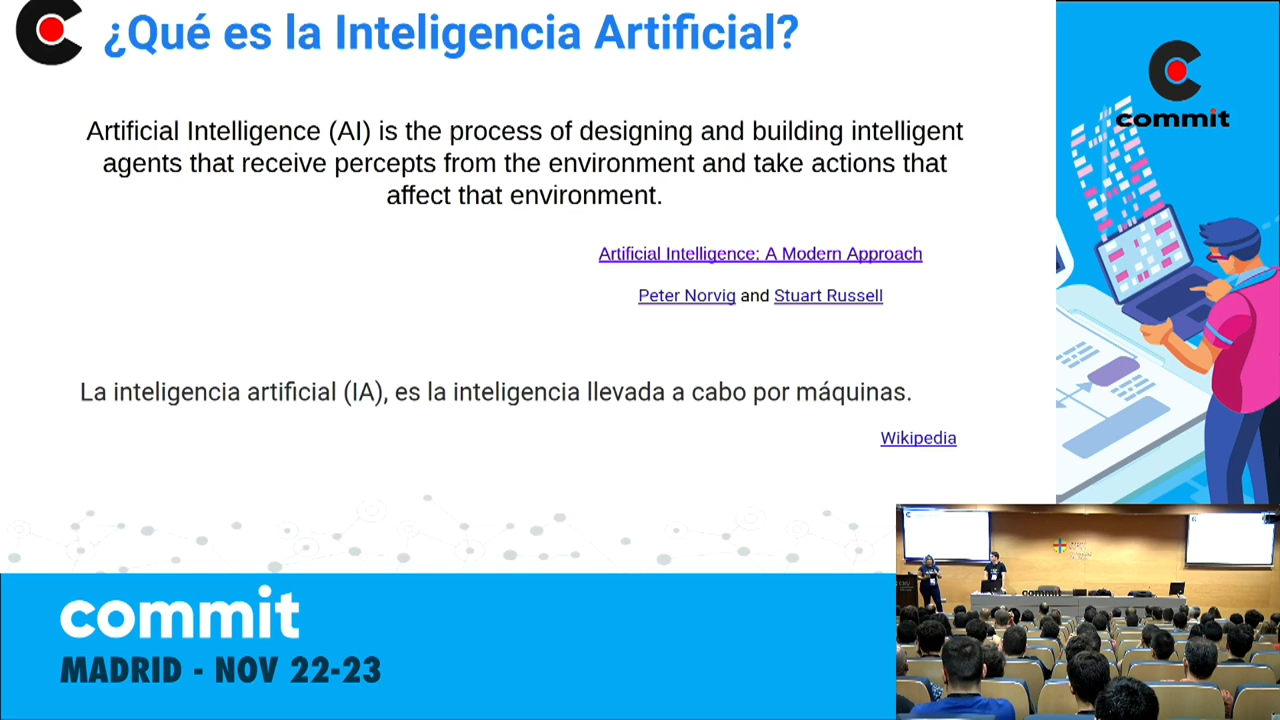 ¿Qué es la Inteligencia Artificial?
Artificial Intelligence (AI) is the process of designing and building intelligent
agents that receive percepts from the environment and take actions that
affect that environment.
Artificial Intelligence: A Modern Approach
Peter Norvig and Stuart Russell
La inteligencia artificial (IA), es la inteligencia llevada a cabo por máquinas.
Wikipedia
commit
MADRID - NOV 22-23
commit
commit